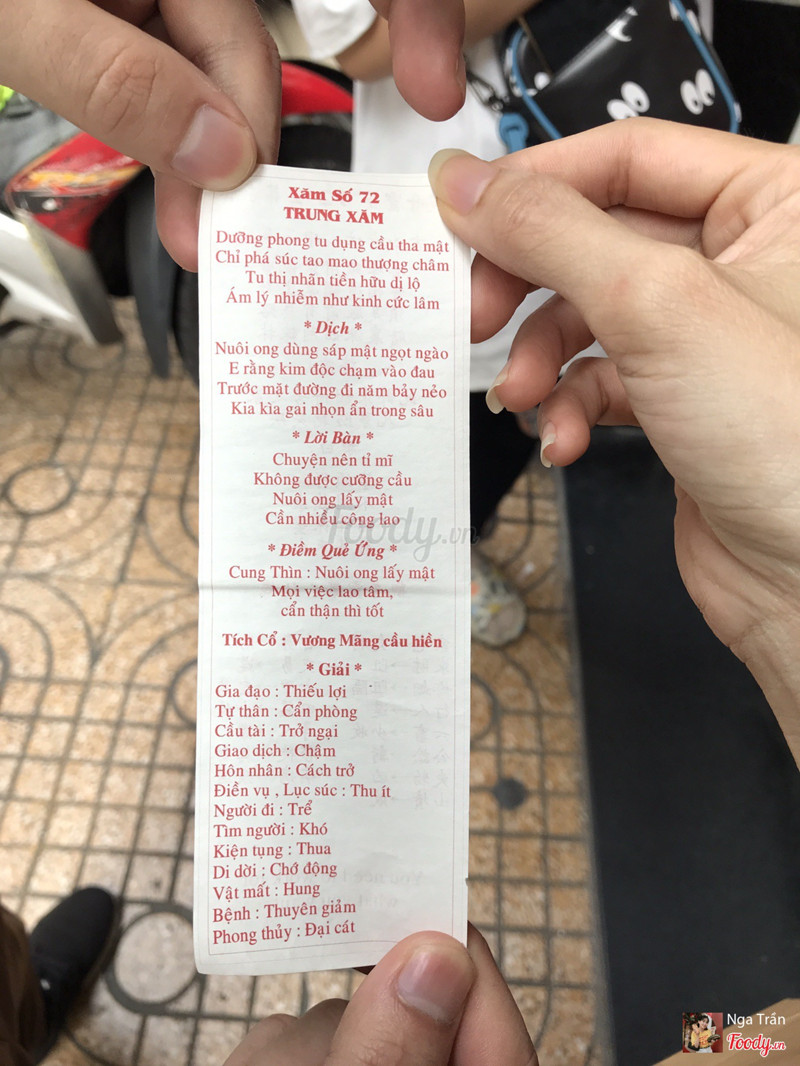 Xăm Số 72
TRUNG XĂM
Dưỡng phong tu dụng cầu tha mật
Chỉ phá súc tao mao thượng châm
Tu thị nhãn tiền hữu dị lộ
Ám lý nhiễm như kinh cức lâm
* Dịch *
Nuôi ong dùng sáp mật ngọt ngào
E rằng kim độc chạm vào đau
Trước mặt đường đi năm bảy nẻo
Kia kìa gai nhọn ẩn trong sâu
* Lời Bàn *
Chuyện nên tỉ mĩ
Không được cưỡng cầu
Nuôi ong lấy mật
Cần nhiều công lao
* Điềm Quẻ Ứng *
Cung Thìn : Nuôi ong lấy mật
Mọi việc lao tâm,
cẩn thận thì tốt
Tích Cổ : Vương Mãng cầu hiền
* Giải *
Gia đạo : Thiếu lợi
Tự thân : Cẩn phòng
Cầu tài : Trở ngại
Giao dịch : Chậm
Hôn nhân : Cách trở
Điền vụ , Lục súc : Thu ít
Người đi : Trể
Tìm người : Khó
Kiện tụng : Thua
Di dời : Chớ động
Vật mất : Hung
Bệnh : Thuyên giảm
Phong thủy : Đại cát
Foody.vn
Nga Trần
Foody.vn